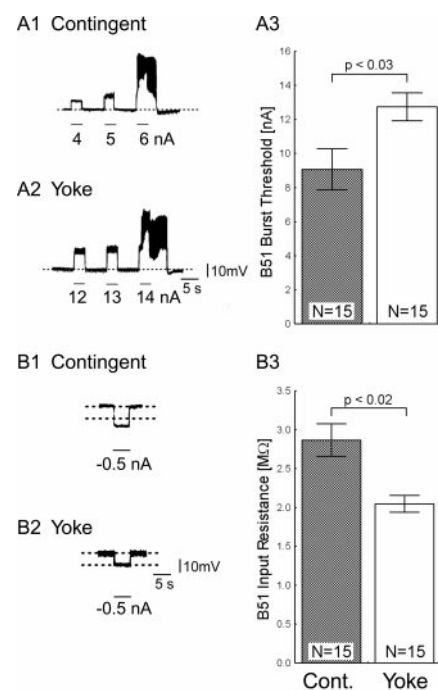 A1 Contingent
4 5 6 nA
A2 Yoke
12 13 14 nA
10mV
5 s
A3
p < 0.03
B51 Burst Threshold [nA]
16
14
12
10
8
6
4
2
0
N=15 N=15
B1 Contingent
-0.5 nA
B2 Yoke
10mV
5 s
-0.5 nA
B3
p < 0.02
B51 Input Resistance [MΩ]
3.5
3.0
2.5
2.0
1.5
1.0
0.5
0.0
N=15 N=15
Cont. Yoke